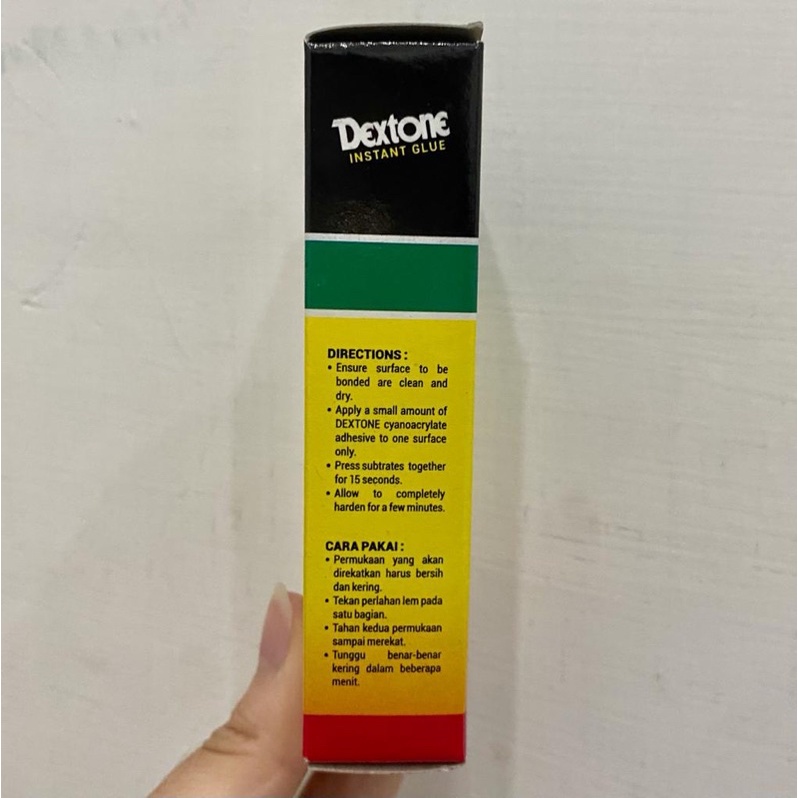 Dextone
INSTANT GLUE
DIRECTIONS :
• Ensure surface to be
bonded are clean and
dry.
• Apply a small amount of
DEXTONE cyanoacrylate
adhesive to one surface
only.
• Press subtrates together
for 15 seconds.
• Allow to completely
harden for a few minutes.
CARA PAKAI :
• Permukaan yang akan
direkatkan harus bersih
dan kering.
• Tekan perlahan lem pada
satu bagian.
• Tahan kedua permukaan
sampai merekat.
• Tunggu benar-benar
kering dalam beberapa
menit.